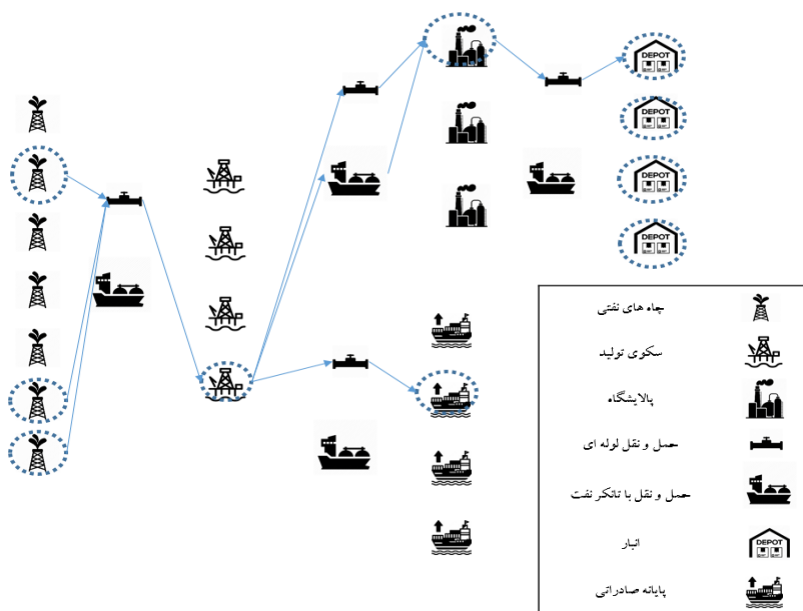 DEPOT
DEPOT
DEPOT
DEPOT
چاه های نفتی
سکوی تولید
پالایشگاه
حمل و نقل لوله ای
حمل و نقل با تانکر نفت
انبار
DEPOT
پایانه صادراتی